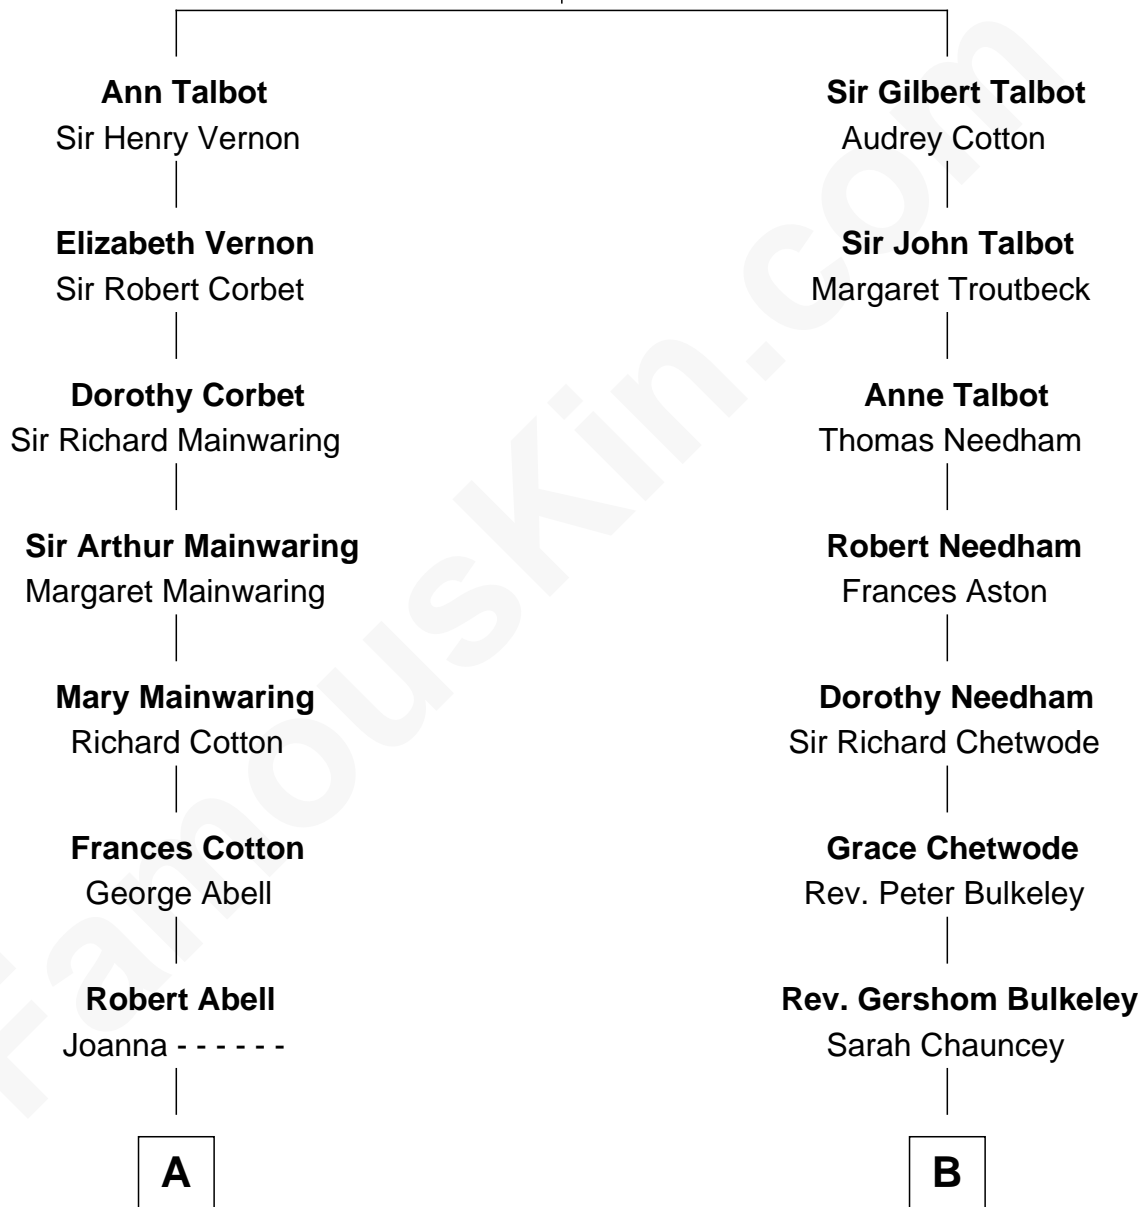 Ann Talbot
Sir Henry Vernon
Elizabeth Vernon
Sir Robert Corbet
Dorothy Corbet
Sir Richard Mainwaring
Sir Arthur Mainwaring
Margaret Mainwaring
Mary Mainwaring
Richard Cotton
Frances Cotton
George Abell
Robert Abell
Joanna - - - - - -
A
Sir Gilbert Talbot
Audrey Cotton
Sir John Talbot
Margaret Troutbeck
Anne Talbot
Thomas Needham
Robert Needham
Frances Aston
Dorothy Needham
Sir Richard Chetwode
Grace Chetwode
Rev. Peter Bulkeley
Rev. Gershom Bulkeley
Sarah Chauncey
B
FamousKin.com